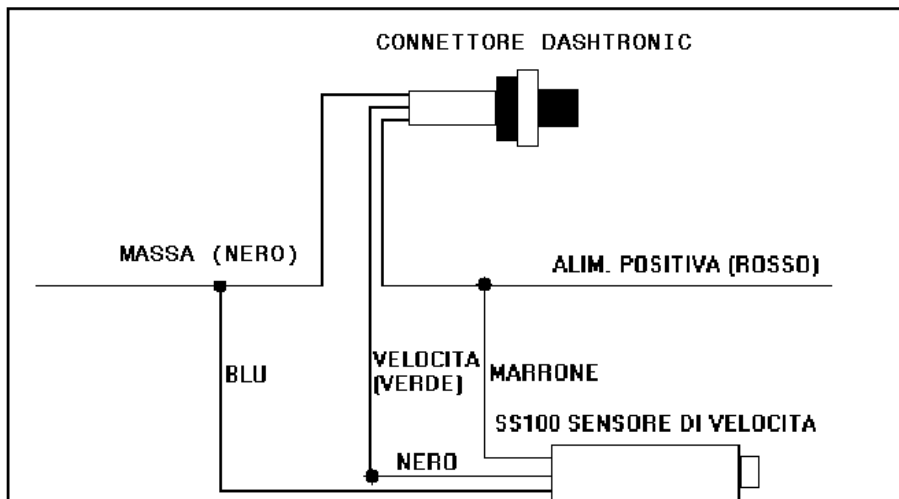 CONNETTORE DASHTRONIC
MASSA (NERO)
ALIM. POSITIVA (ROSSO)
BLU
VELOCITA
(VERDE)
MARRONE
SS100 SENSORE DI VELOCITA
NERO